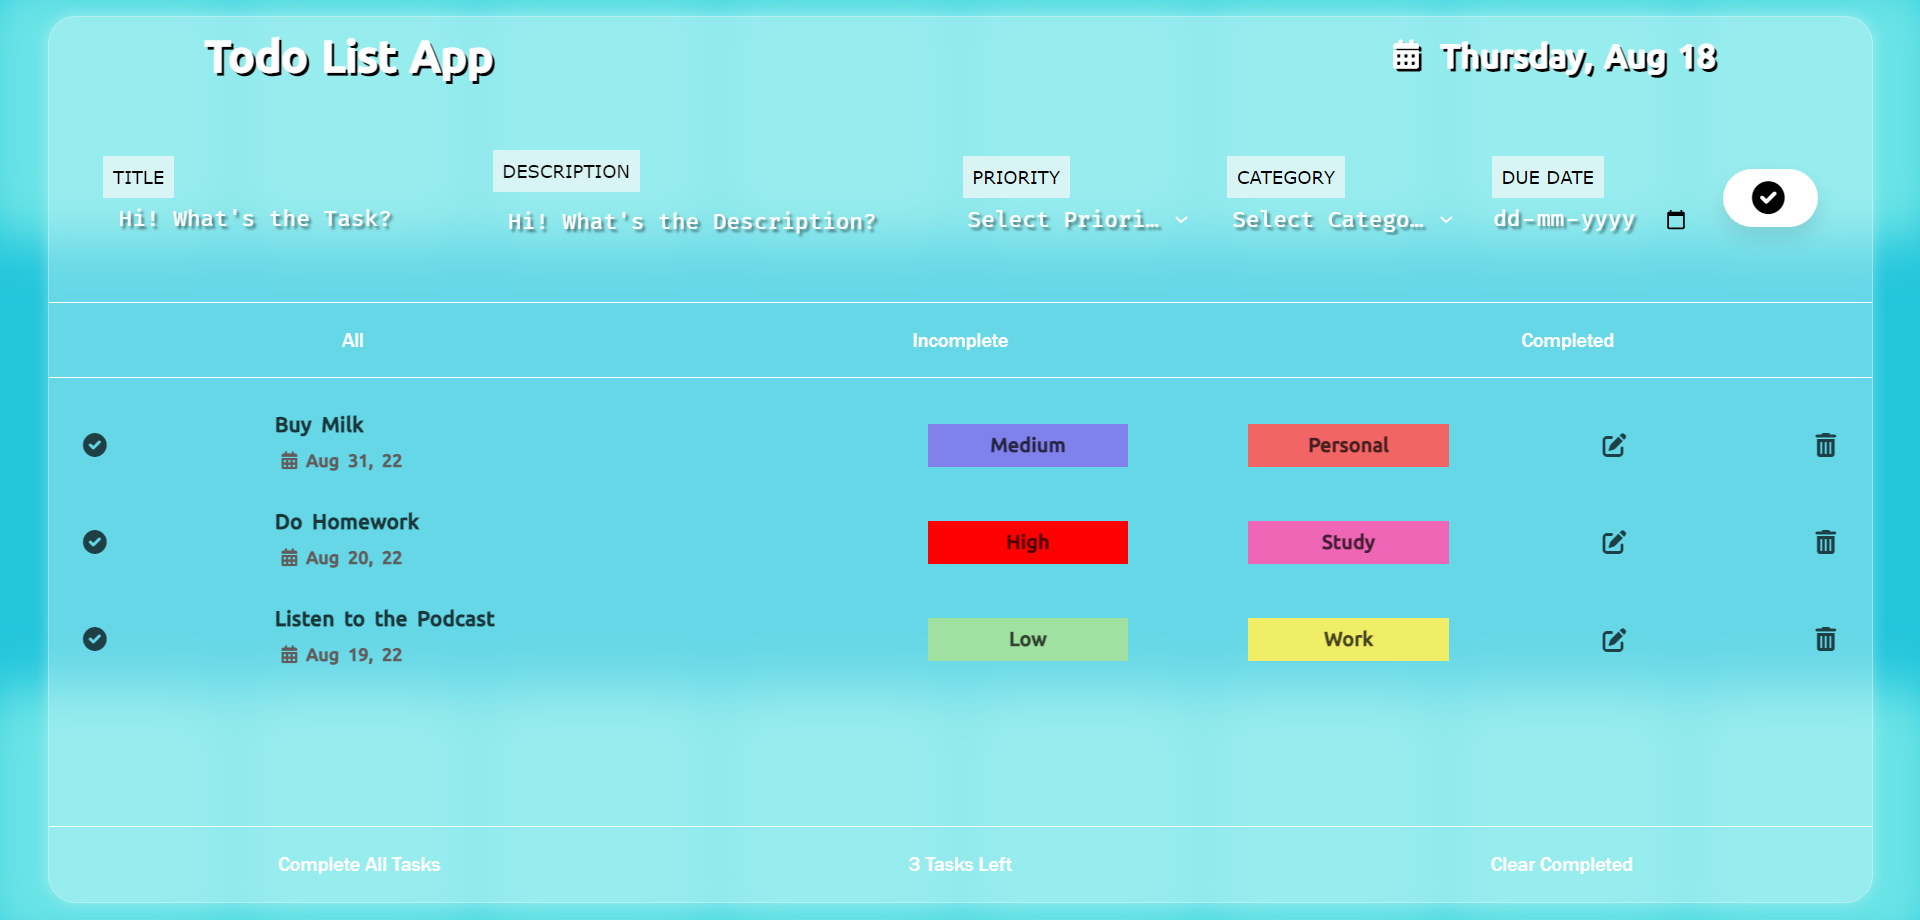 Todo List App
Thursday, Aug 18
TITLE
DESCRIPTION
PRIORITY
CATEGORY
DUE DATE
Hi! What's the Task?
Hi! What's the Description?
Select Priori…
Select Catego…
dd-mm-yyyy
All
Incomplete
Completed
Buy Milk
Aug 31, 22
Medium
Personal
Do Homework
Aug 20, 22
High
Study
Listen to the Podcast
Aug 19, 22
Low
Work
Complete All Tasks
3 Tasks Left
Clear Completed